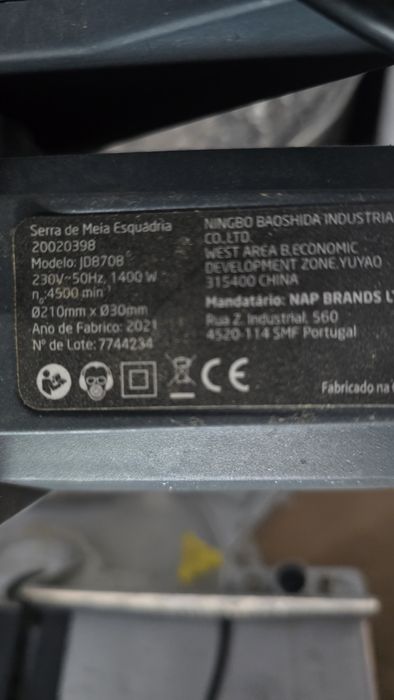 Serra de Meia Esquadria
20020398
Modelo: JD870B
230V~50Hz, 1400 W
n₀:4500 min⁻¹
Ø210mm x Ø30mm
Ano de Fabrico: 2021
Nº de Lote: 7744234
NINGBO BAOSHIDA INDUSTRIA
CO.,LTD.
WEST AREA B,ECONOMIC
DEVELOPMENT ZONE,YUYAO
315400 CHINA
Mandatário: NAP BRANDS
Rua Z. Industrial, 560
4520-114 SMF Portugal
CE
Fabricado na